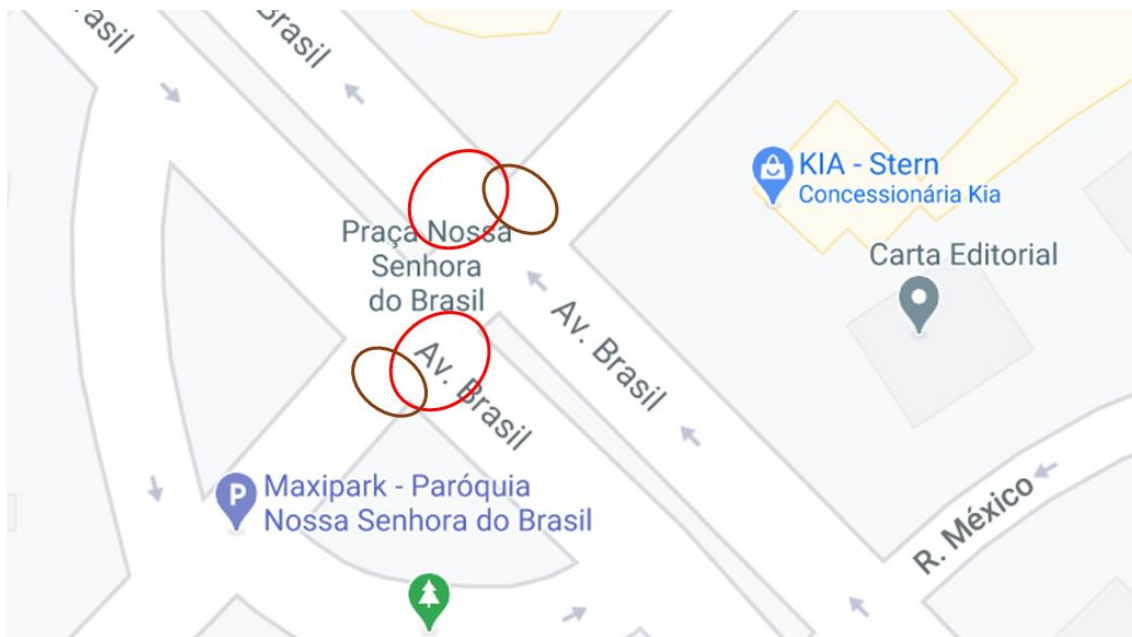 rasil
Brasil
KIA - Stern
Concessionária Kia
Praça Nossa
Senhora
do Brasil
Carta Editorial
Av. Brasil
Av. Brasil
P
Maxipark - Paróquia
Nossa Senhora do Brasil
R. México